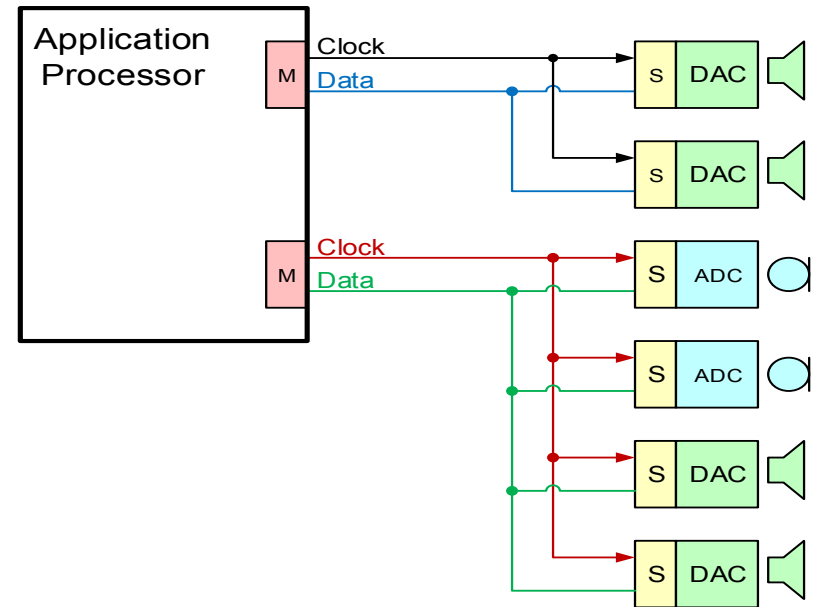 Application
Processor
M
Clock
Data
S
DAC
S
DAC
M
Clock
Data
S
ADC
S
ADC
S
DAC
S
DAC